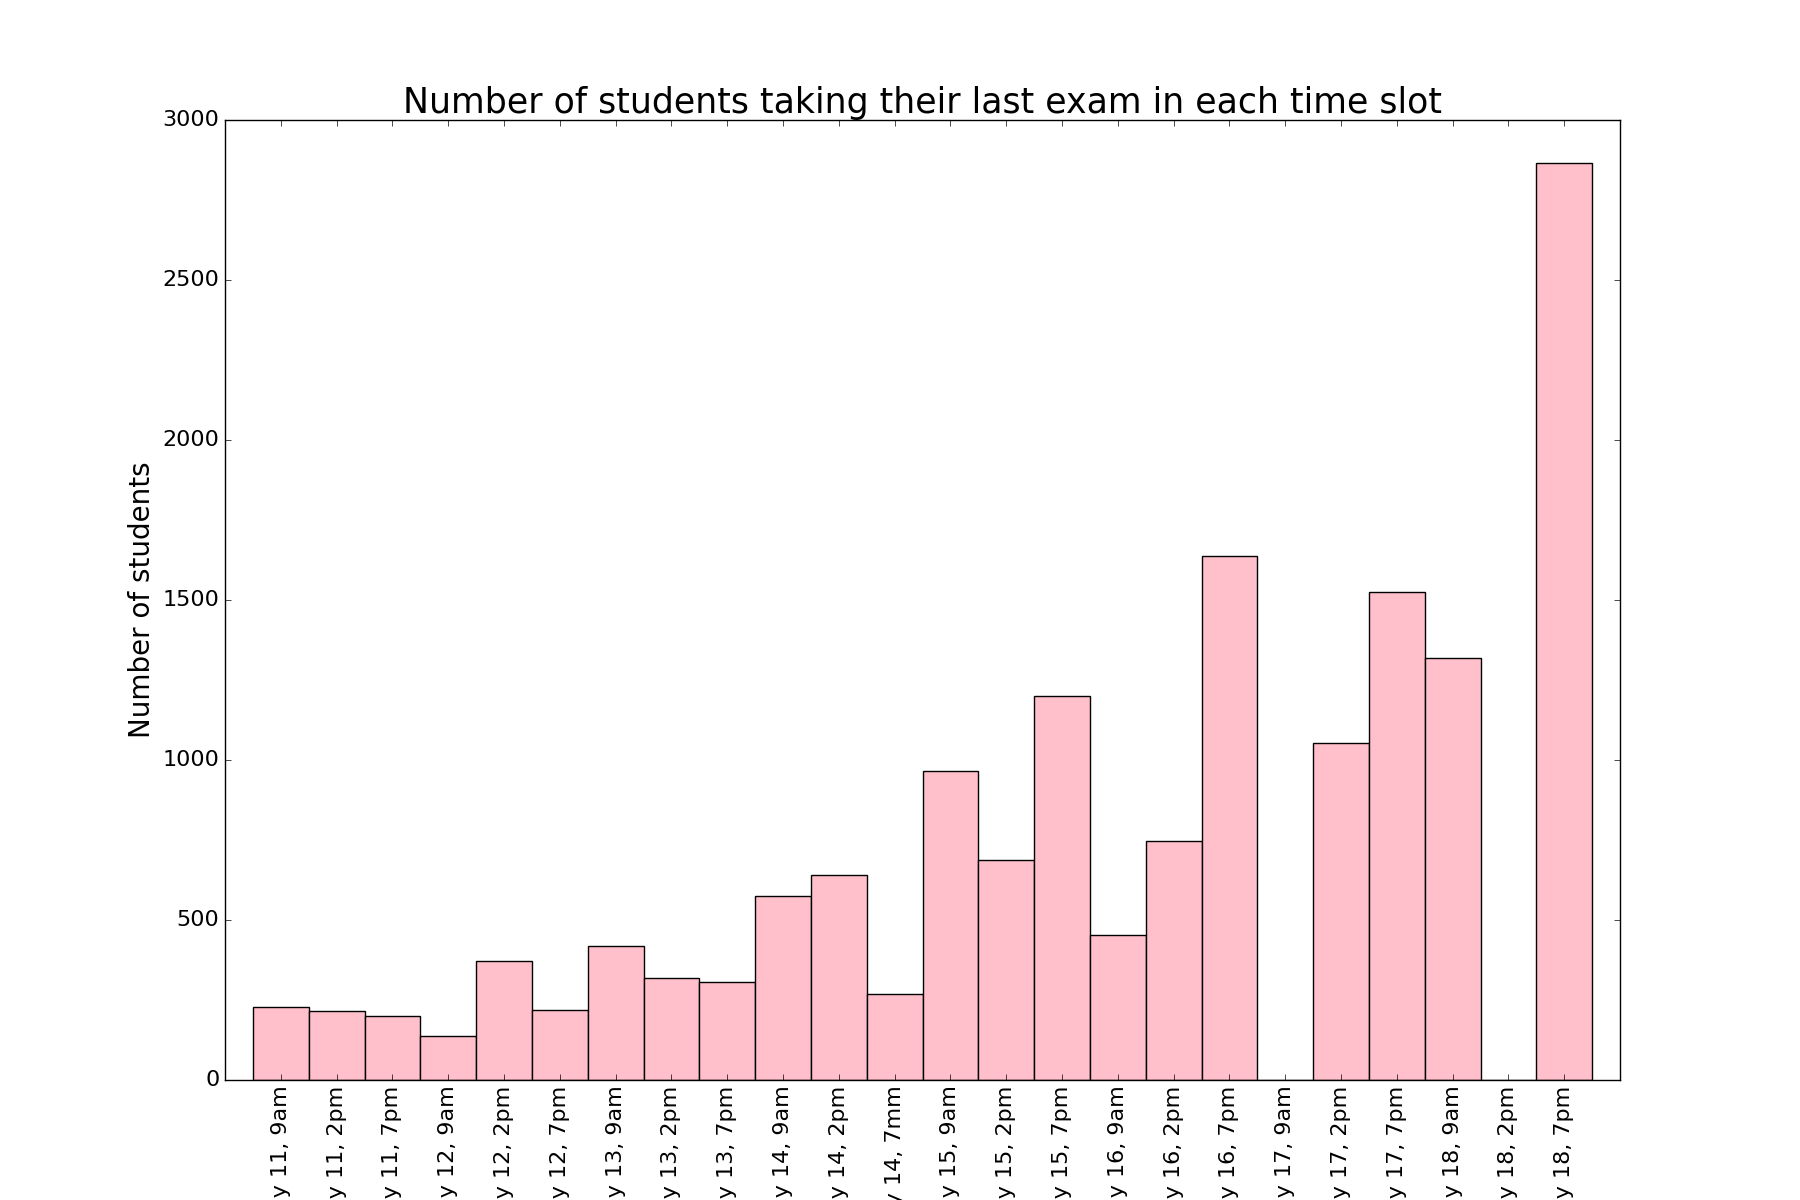 Number of students taking their last exam in each time slot
3000
2500
2000
1500
1000
500
0
Number of students
y 11, 9am
y 11, 2pm
y 11, 7pm
y 12, 9am
y 12, 2pm
y 12, 7pm
y 13, 9am
y 13, 2pm
y 13, 7pm
y 14, 9am
y 14, 2pm
y 14, 7mm
y 15, 9am
y 15, 2pm
y 15, 7pm
y 16, 9am
y 16, 2pm
y 16, 7pm
y 17, 9am
y 17, 2pm
y 17, 7pm
y 18, 9am
y 18, 2pm
y 18, 7pm